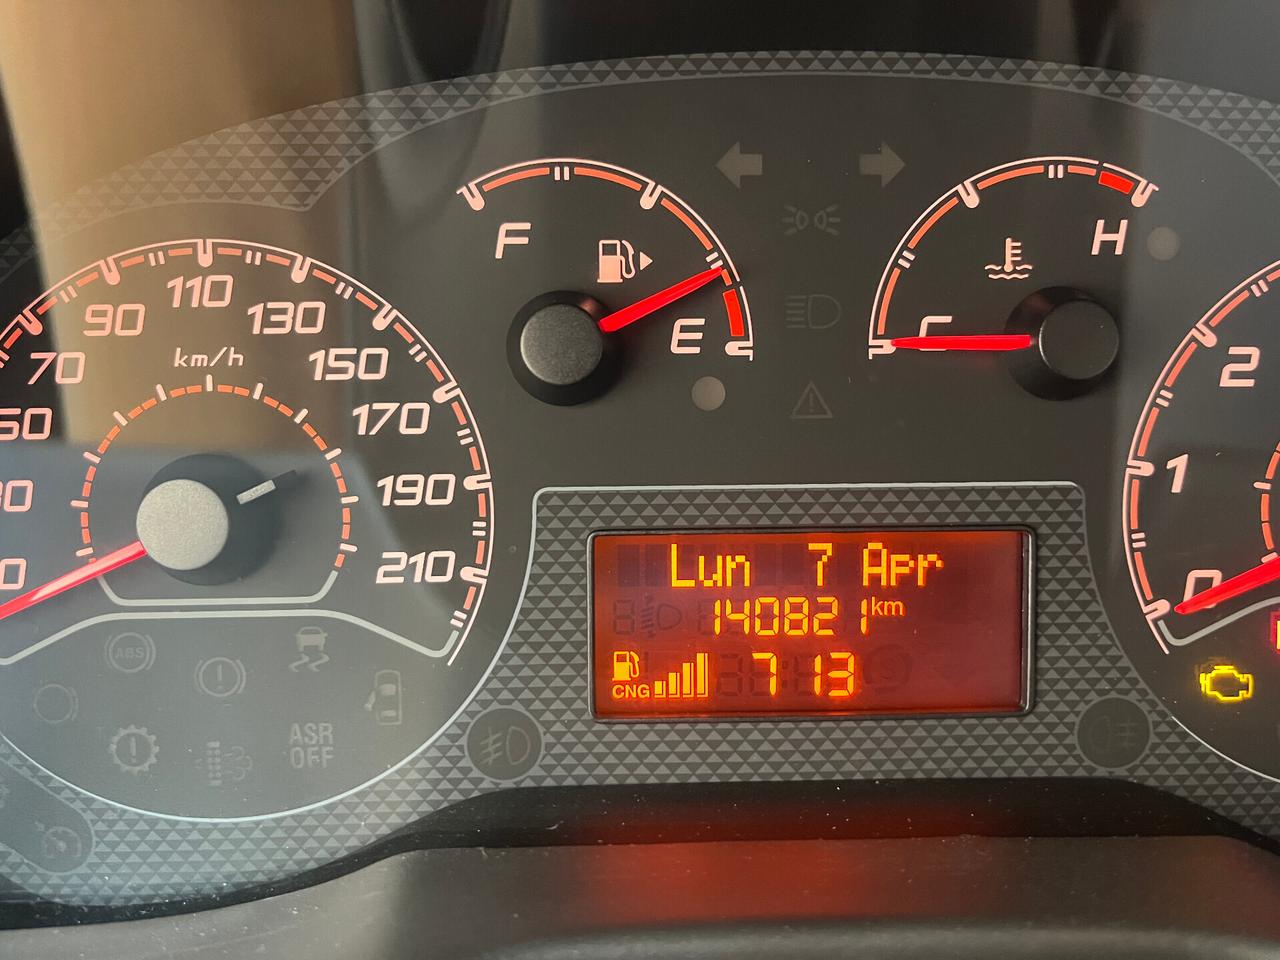 F
E
C
H
70
90
110
130
150
170
190
210
km/h
2
1
0
Lun 7 Apr
140821 km
CNG 7 13
ABS
ASR
OFF